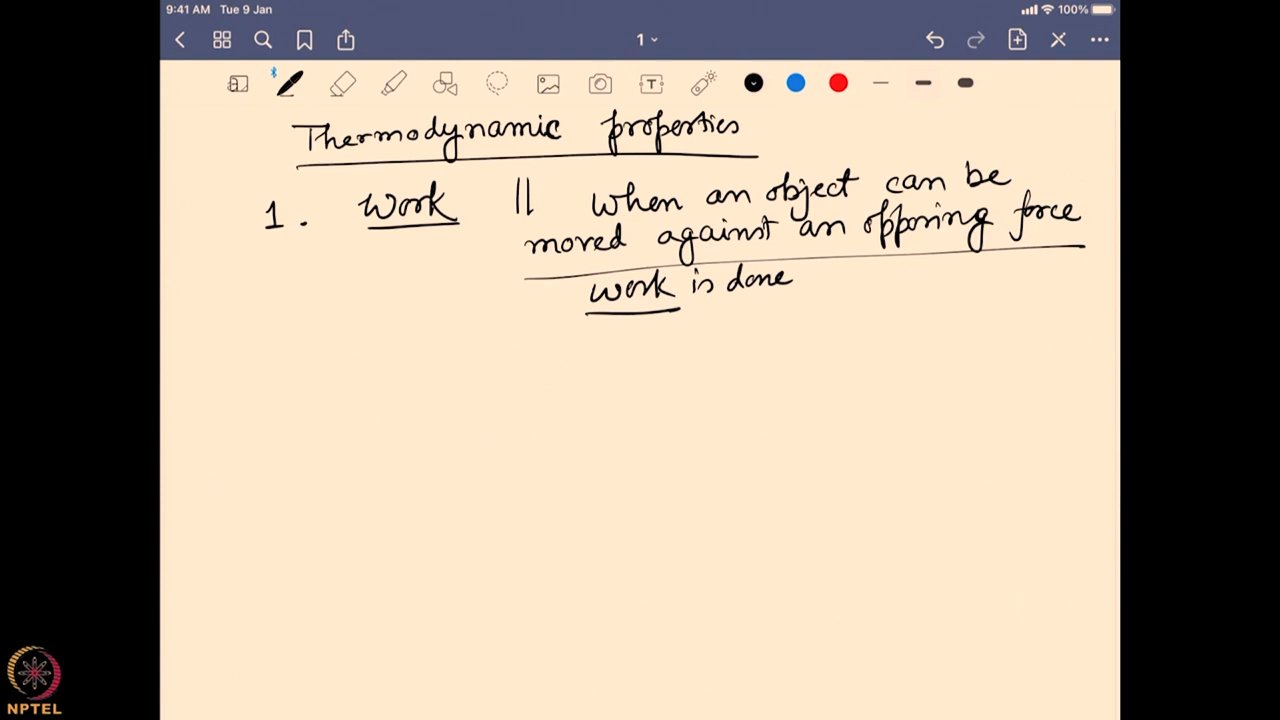 9:41 AM Tue 9 Jan 100%
1
T
Thermodynamic properties
1. Work || when an object can be
moved against an opposing force
work is done
NPTEL